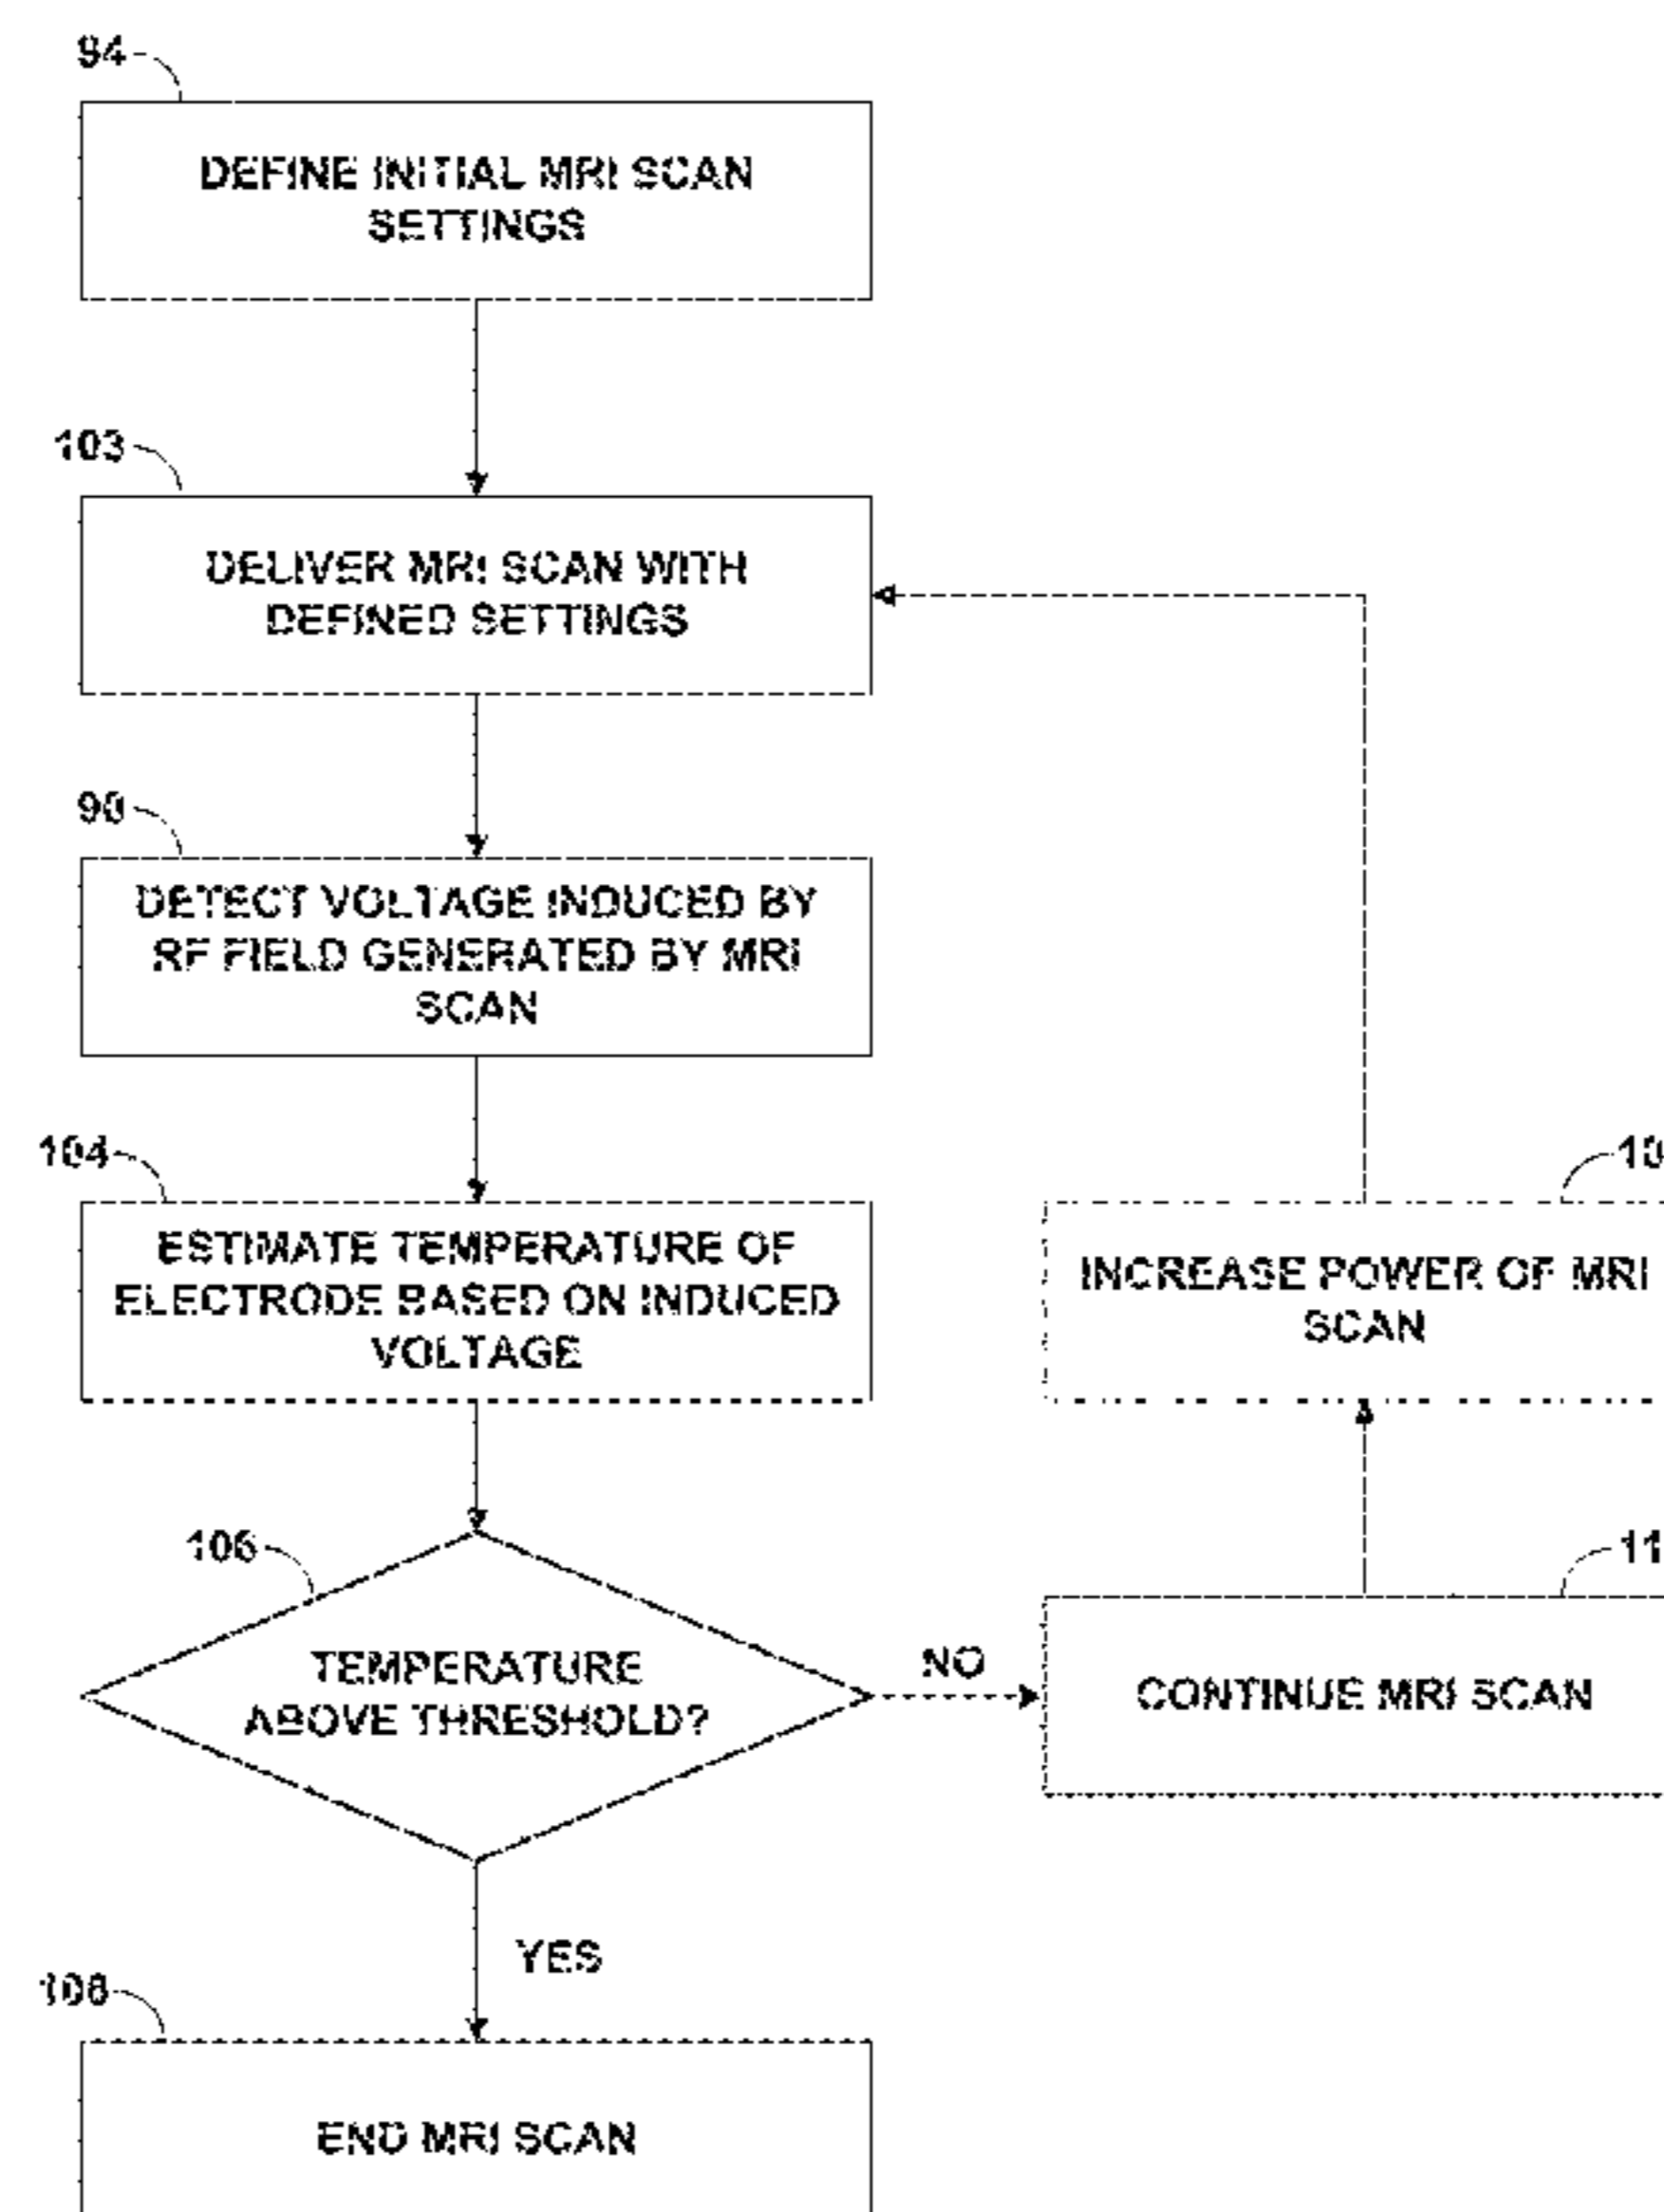 94
DEFINE INITIAL MRI SCAN
SETTINGS
103
DELIVER MRI SCAN WITH
DEFINED SETTINGS
DETECT VOLTAGE INDUCED BY
RF FIELD GENERATED BY MRI
SCAN
104
ESTIMATE TEMPERATURE OF
ELECTRODE BASED ON INDUCED
VOLTAGE
10
INCREASE POWER OF MRI
SCAN
106
TEMPERATURE
ABOVE THRESHOLD?
NO
11
CONTINUE MRI SCAN
YES
108
END MRI SCAN